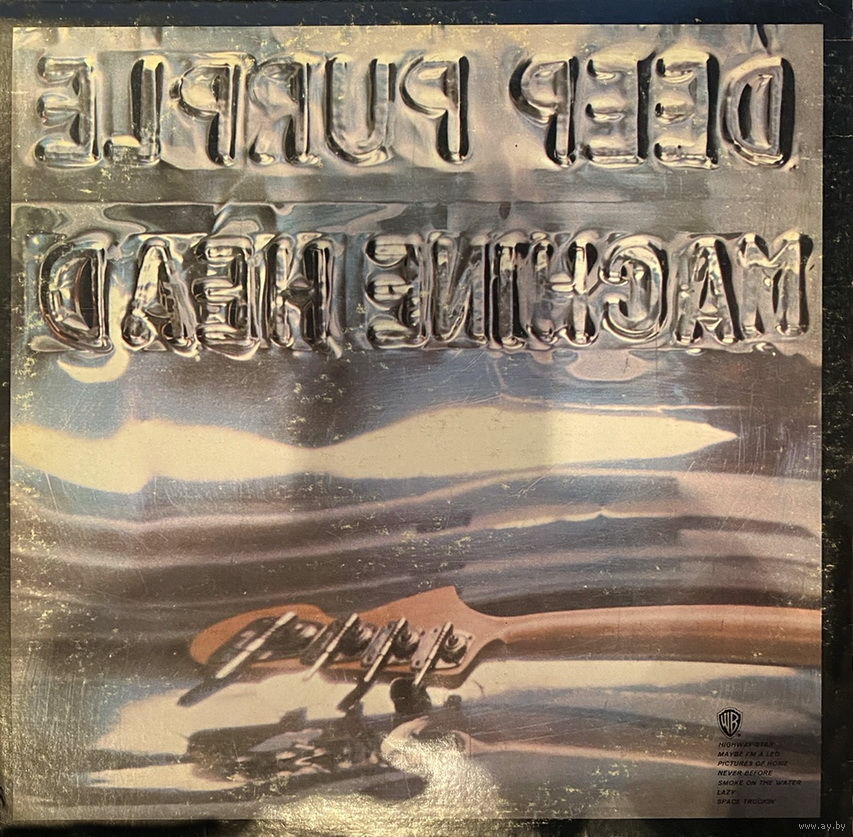 DEEP PURPLE
MACHINE HEAD
WB
HIGHWAY STAR
MAYBE I'M A LEO
PICTURES OF HOME
NEVER BEFORE
SMOKE ON THE WATER
LAZY
SPACE TRUCKIN'
www.ay.by